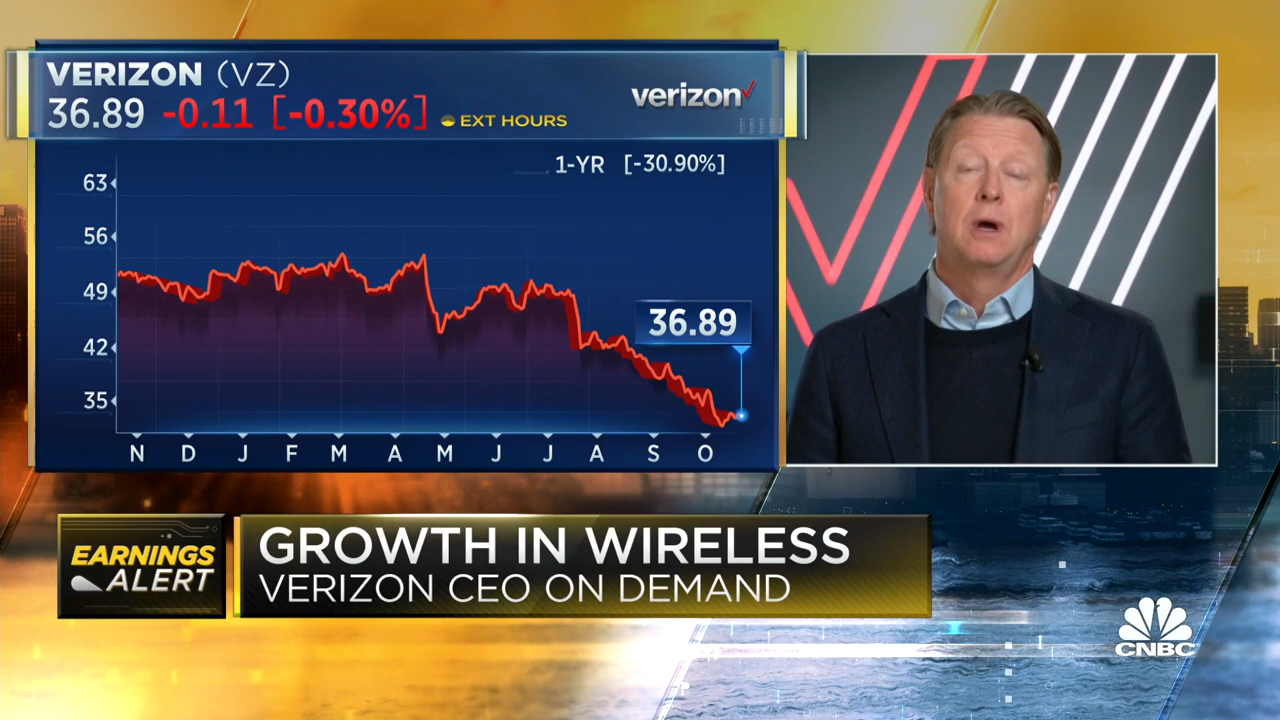 VERIZON (VZ)
36.89 -0.11 [-0.30%] EXT HOURS
verizon
1-YR [-30.90%]
63
56
49
42
35
36.89
N D J F M A M J J A S O
EARNINGS
ALERT
GROWTH IN WIRELESS
VERIZON CEO ON DEMAND
CNBC